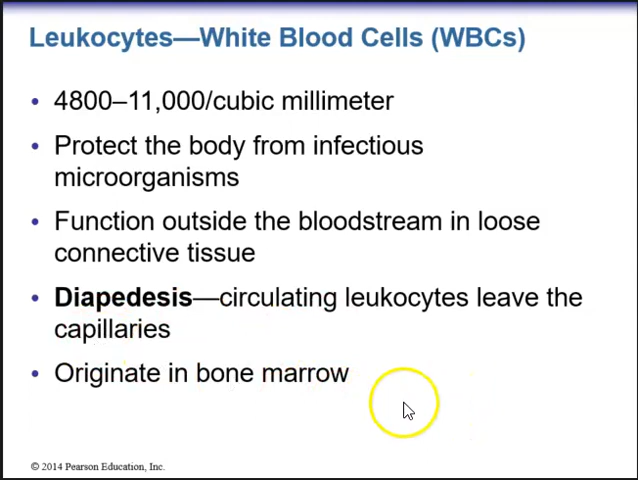 Leukocytes—White Blood Cells (WBCs)
• 4800–11,000/cubic millimeter
• Protect the body from infectious
microorganisms
• Function outside the bloodstream in loose
connective tissue
• Diapedesis—circulating leukocytes leave the
capillaries
• Originate in bone marrow
© 2014 Pearson Education, Inc.